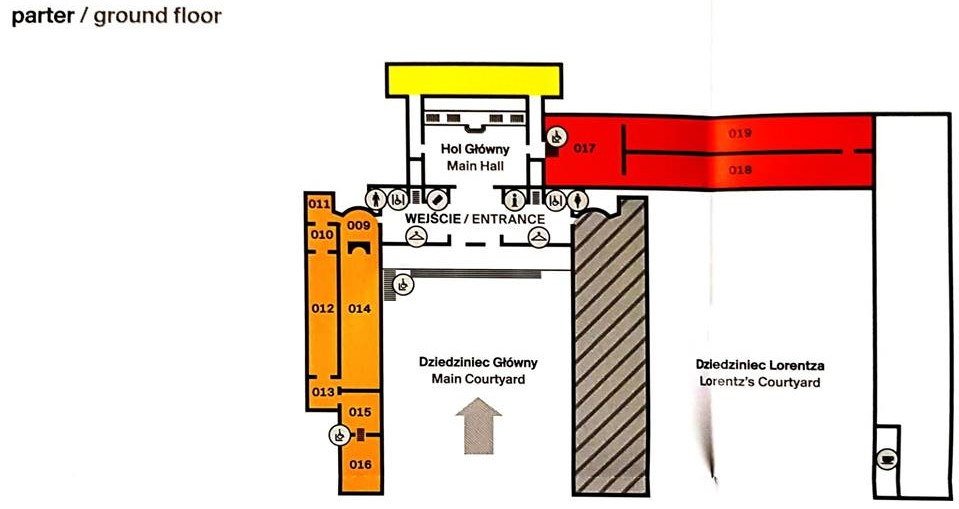 parter / ground floor
Hol Główny
Main Hall
WEJŚCIE / ENTRANCE
011
010
009
012
014
013
015
016
017
019
018
Dziedziniec Główny
Main Courtyard
Dziedziniec Lorentza
Lorentz's Courtyard